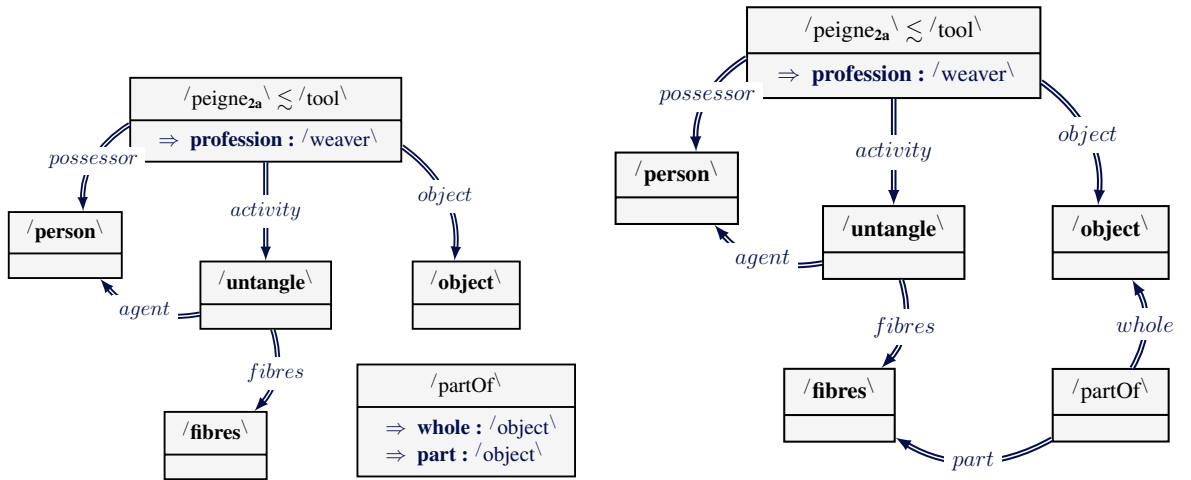 /peigne2a\ ≲ /tool\
⇒ profession : /weaver\
possessor
activity
object
/person\
/untangle\
/object\
agent
fibres
/fibres\
/partOf\
⇒ whole : /object\
⇒ part : /object\
/peigne2a\ ≲ /tool\
⇒ profession : /weaver\
possessor
activity
object
/person\
/untangle\
/object\
agent
fibres
whole
/fibres\
/partOf\
part